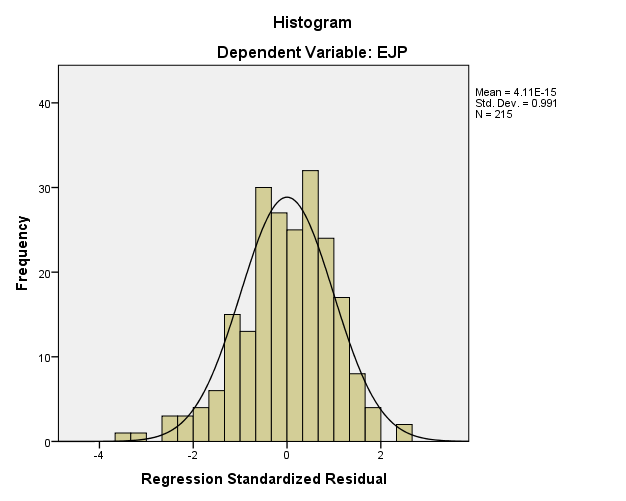 Histogram
Dependent Variable: EJP
Mean = 4.11E-15
Std. Dev. = 0.991
N = 215
Frequency
40
30
20
10
0
-4
-2
0
2
Regression Standardized Residual